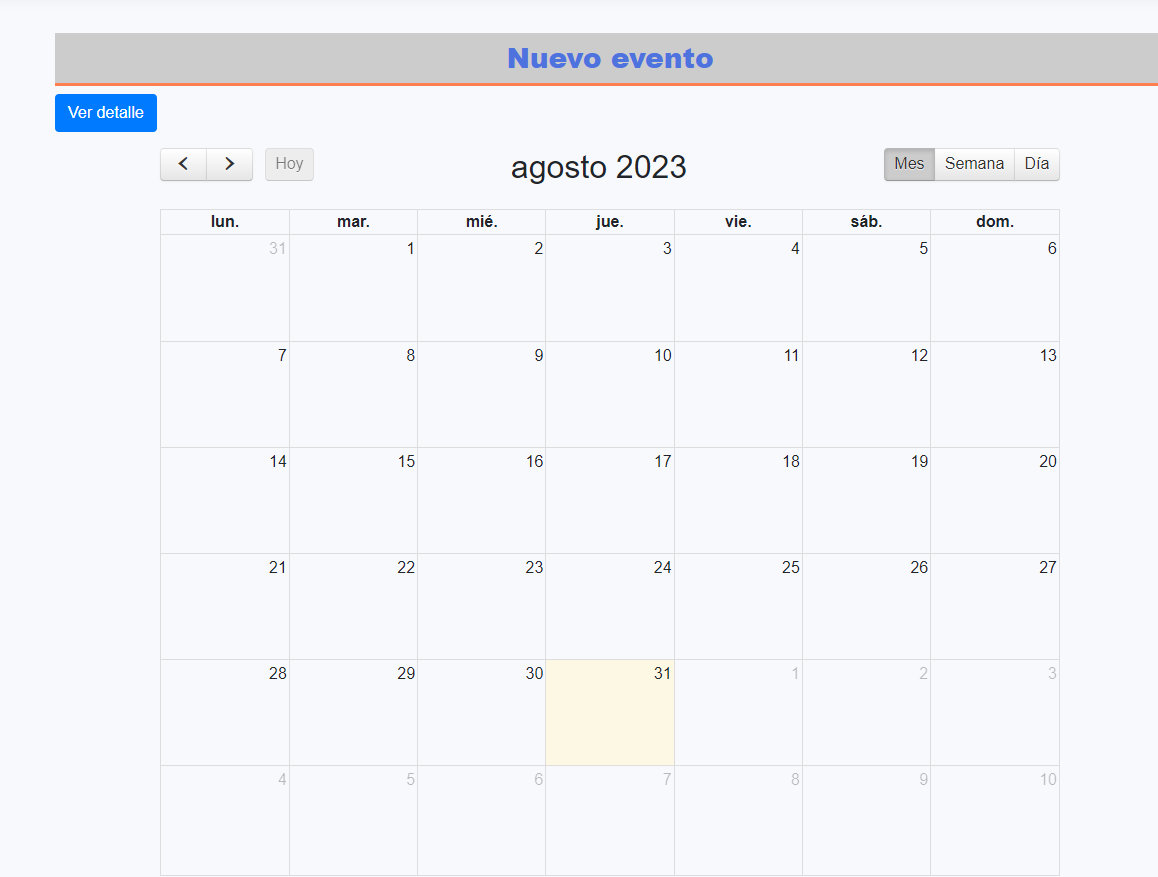 Nuevo evento
Ver detalle
Hoy agosto 2023 Mes Semana Día
lun. mar. mié. jue. vie. sáb. dom.
31 1 2 3 4 5 6
7 8 9 10 11 12 13
14 15 16 17 18 19 20
21 22 23 24 25 26 27
28 29 30 31 1 2 3
4 5 6 7 8 9 10